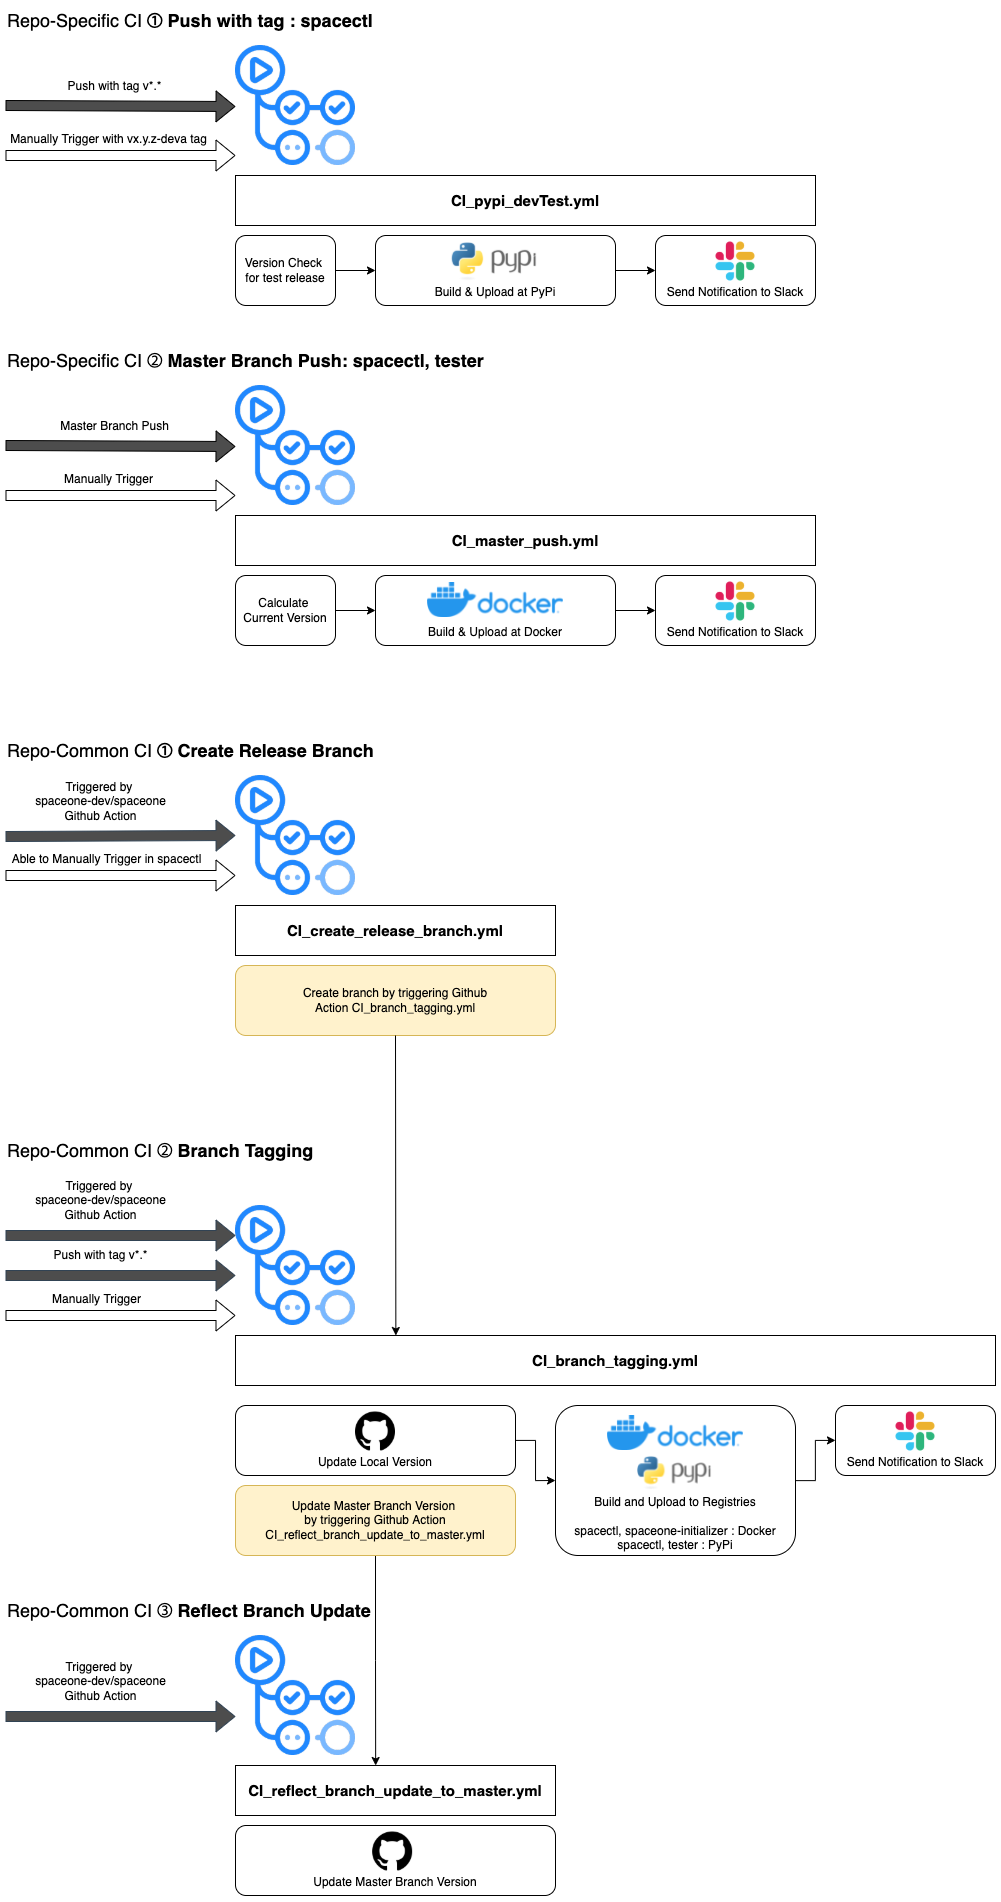 Repo-Specific CI ① Push with tag : spacectl
Push with tag v*.*
Manually Trigger with vx.y.z-deva tag
CI_pypi_devTest.yml
Version Check
for test release
pypi
Build & Upload at PyPi
Send Notification to Slack
Repo-Specific CI ② Master Branch Push: spacectl, tester
Master Branch Push
Manually Trigger
CI_master_push.yml
Calculate
Current Version
docker
Build & Upload at Docker
Send Notification to Slack
Repo-Common CI ① Create Release Branch
Triggered by
spaceone-dev/spaceone
Github Action
Able to Manually Trigger in spacectl
CI_create_release_branch.yml
Create branch by triggering Github
Action CI_branch_tagging.yml
Repo-Common CI ② Branch Tagging
Triggered by
spaceone-dev/spaceone
Github Action
Push with tag v*.*
Manually Trigger
CI_branch_tagging.yml
Update Local Version
Update Master Branch Version
by triggering Github Action
CI_reflect_branch_update_to_master.yml
docker
pypi
Build and Upload to Registries
spacectl, spaceone-initializer : Docker
spacectl, tester : PyPi
Send Notification to Slack
Repo-Common CI ③ Reflect Branch Update
Triggered by
spaceone-dev/spaceone
Github Action
CI_reflect_branch_update_to_master.yml
Update Master Branch Version